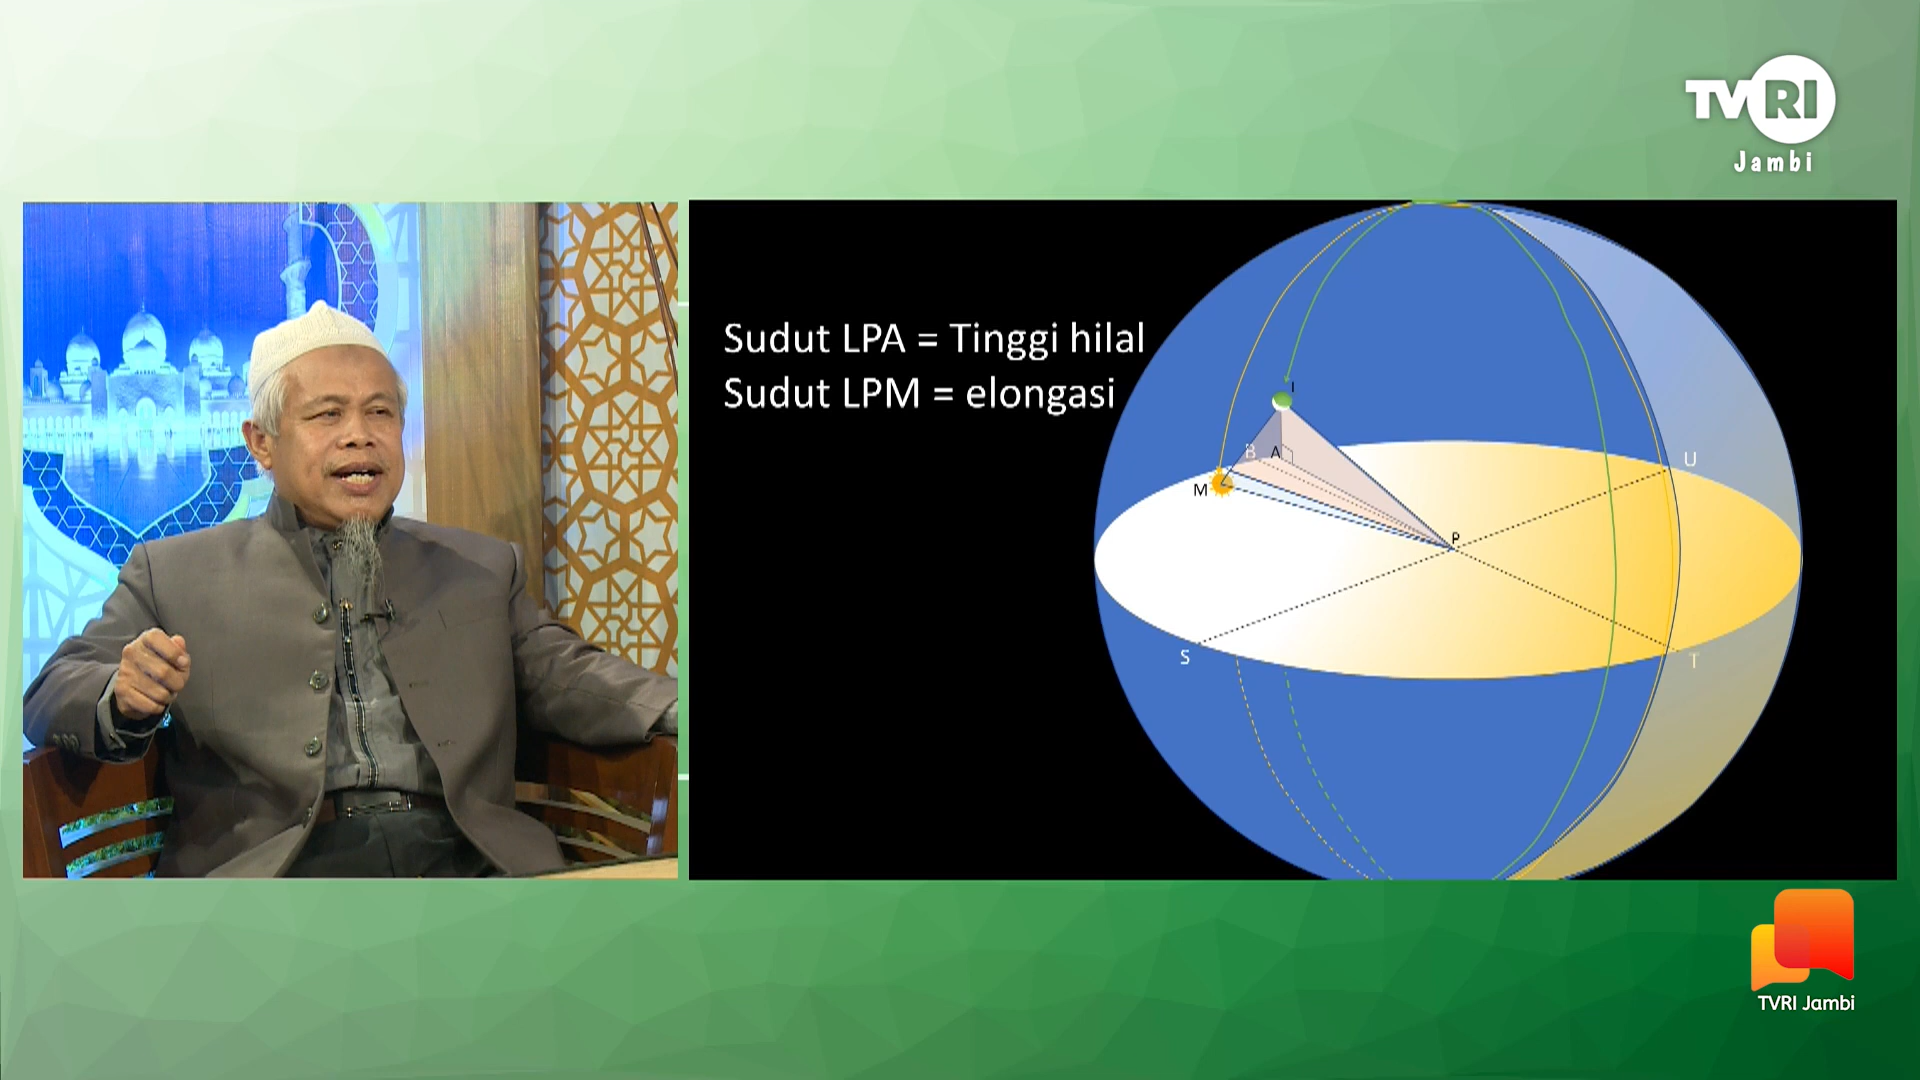 TVRI
Jambi
Sudut LPA = Tinggi hilal
Sudut LPM = elongasi
B
A
M
P
U
S
T
TVRI Jambi